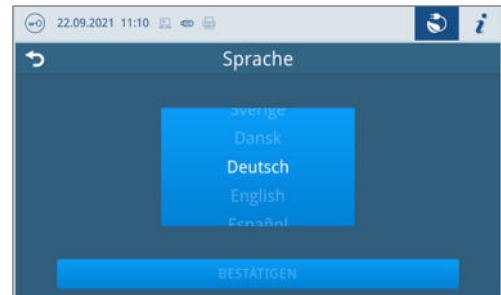 22.09.2021 11:10
i
Sprache
Sverige
Dansk
Deutsch
English
Español
BESTÄTIGEN